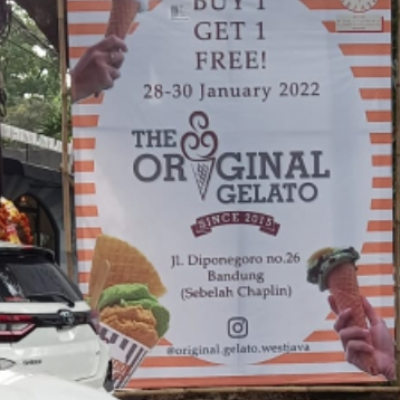 BUY 1
GET 1
FREE!
28-30 January 2022
THE
ORIGINAL
GELATO
SINCE 2015
Jl. Diponegoro no.26
Bandung
(Sebelah Chaplin)
@original.gelato.westjava